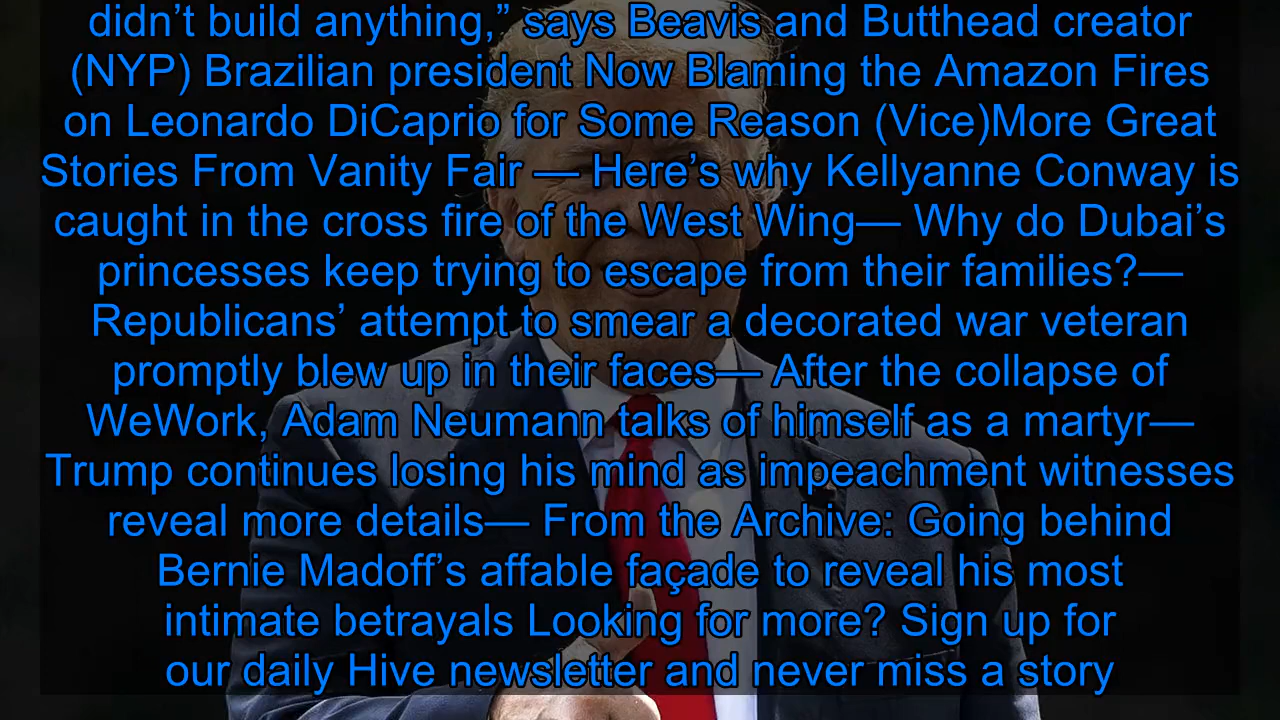 didn’t build anything,” says Beavis and Butthead creator
(NYP) Brazilian president Now Blaming the Amazon Fires
on Leonardo DiCaprio for Some Reason (Vice)More Great
Stories From Vanity Fair — Here’s why Kellyanne Conway is
caught in the cross fire of the West Wing— Why do Dubai’s
princesses keep trying to escape from their families?—
Republicans’ attempt to smear a decorated war veteran
promptly blew up in their faces— After the collapse of
WeWork, Adam Neumann talks of himself as a martyr—
Trump continues losing his mind as impeachment witnesses
reveal more details— From the Archive: Going behind
Bernie Madoff’s affable façade to reveal his most
intimate betrayals Looking for more? Sign up for
our daily Hive newsletter and never miss a story